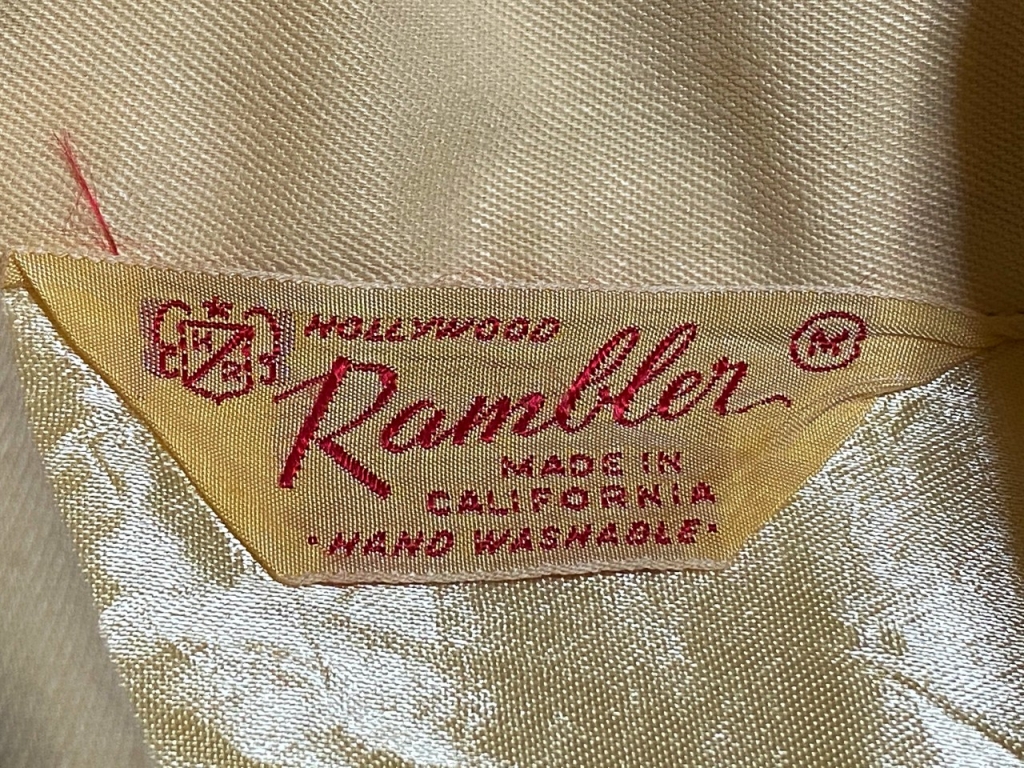 HOLLYWOOD
Rambler
M
MADE IN
CALIFORNIA
·HAND WASHABLE·